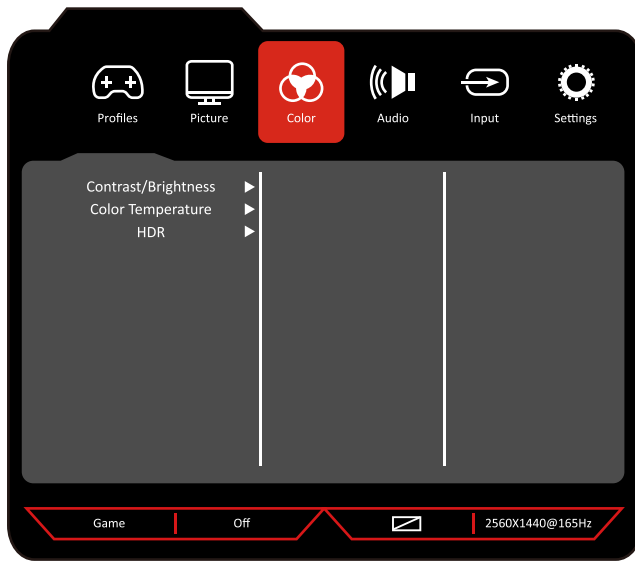 Profiles Picture Color Audio Input Settings
Contrast/Brightness
Color Temperature
HDR
Game Off 2560X1440@165Hz